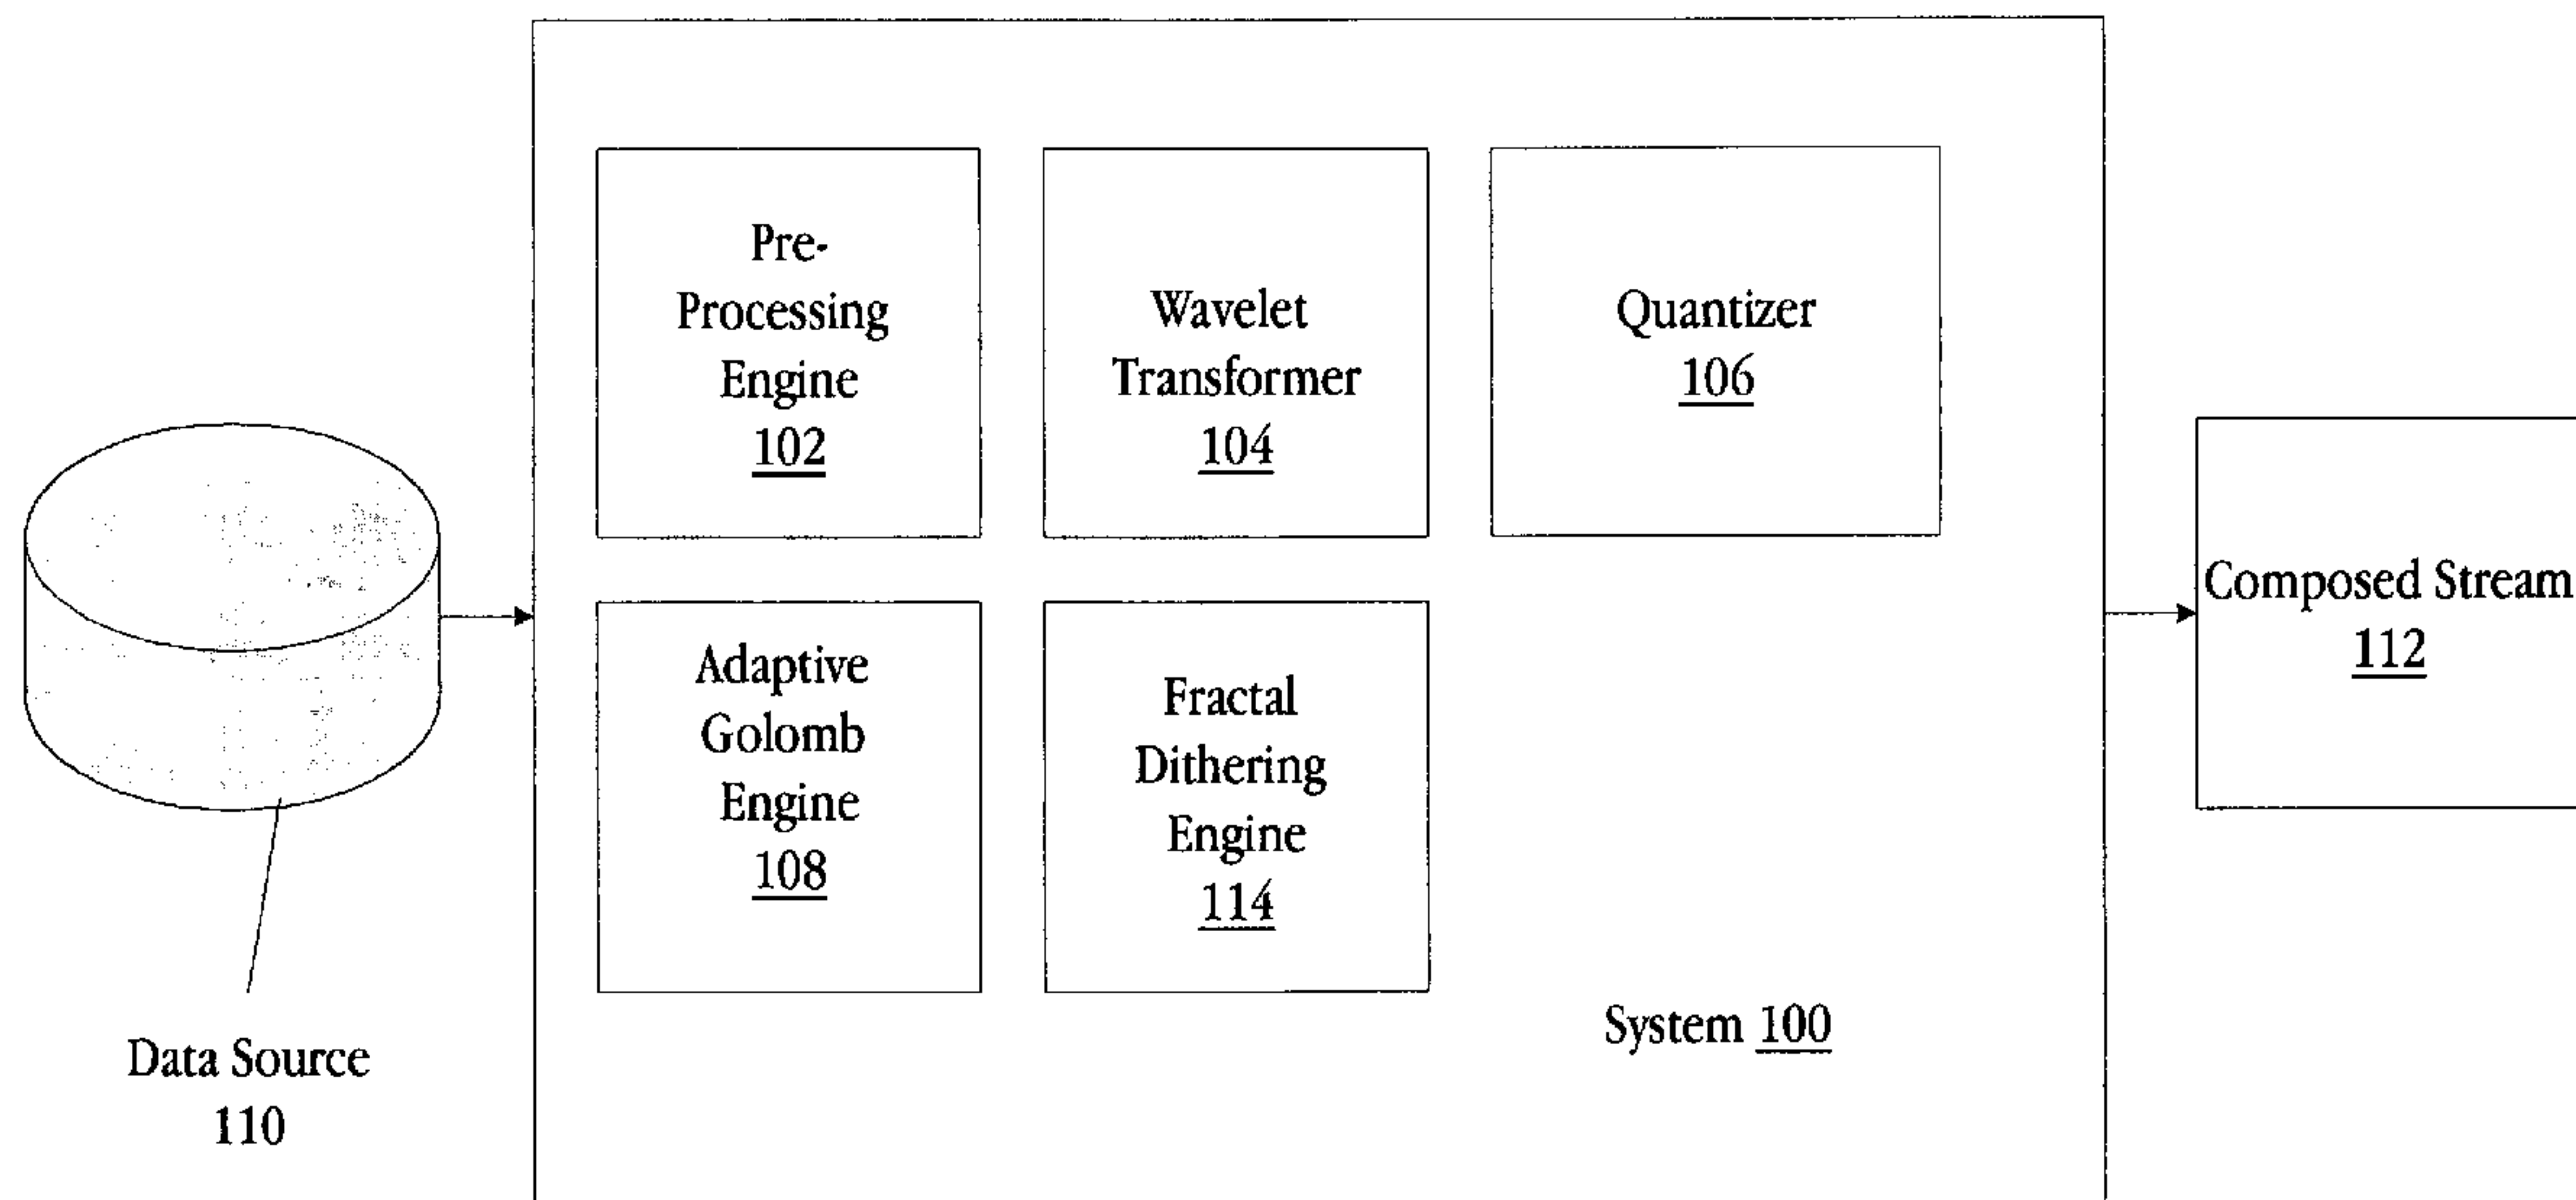 Pre-
Processing
Engine
102
Wavelet
Transformer
104
Quantizer
106
Adaptive
Golomb
Engine
108
Fractal
Dithering
Engine
114
System 100
Data Source
110
Composed Stream
112